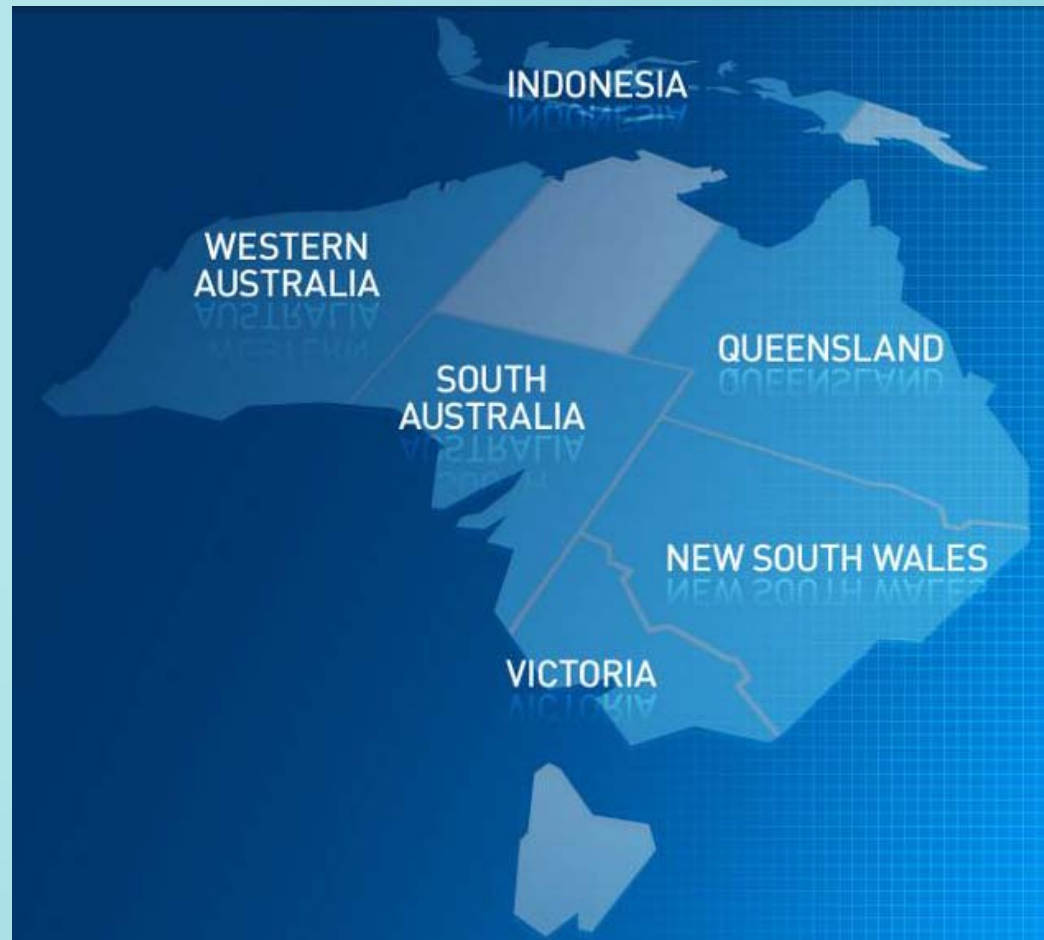 INDONESIA
WESTERN
AUSTRALIA
QUEENSLAND
SOUTH
AUSTRALIA
NEW SOUTH WALES
VICTORIA